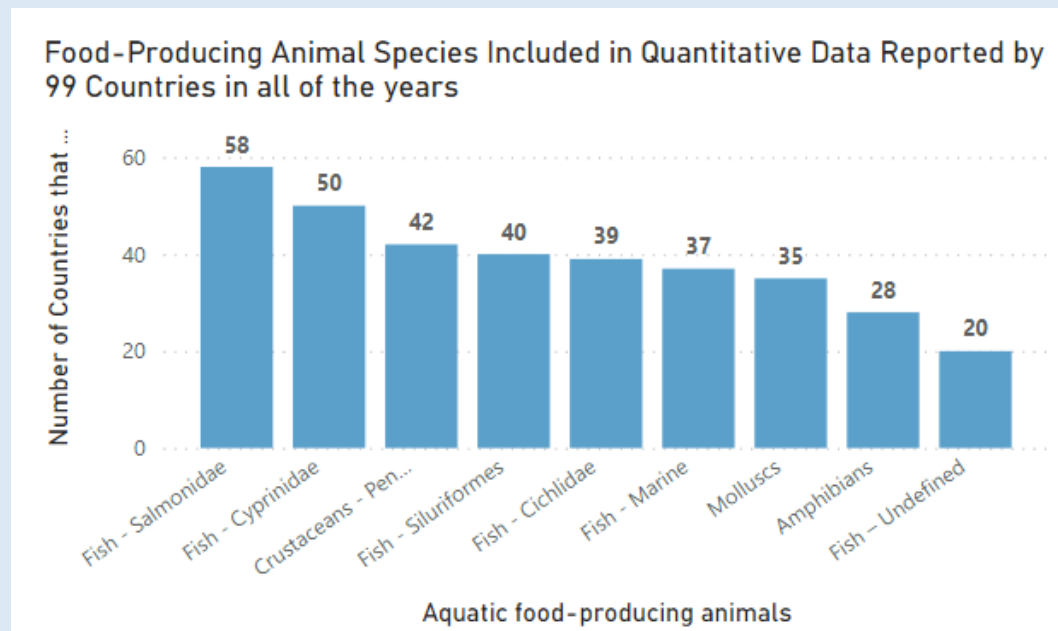 Food-Producing Animal Species Included in Quantitative Data Reported by
99 Countries in all of the years
Number of Countries that ...
60
40
20
0
58
50
42
40
39
37
35
28
20
Fish - Salmonidae
Fish - Cyprinidae
Crustaceans - Pen...
Fish - Siluriformes
Fish - Cichlidae
Fish - Marine
Molluscs
Amphibians
Fish – Undefined
Aquatic food-producing animals